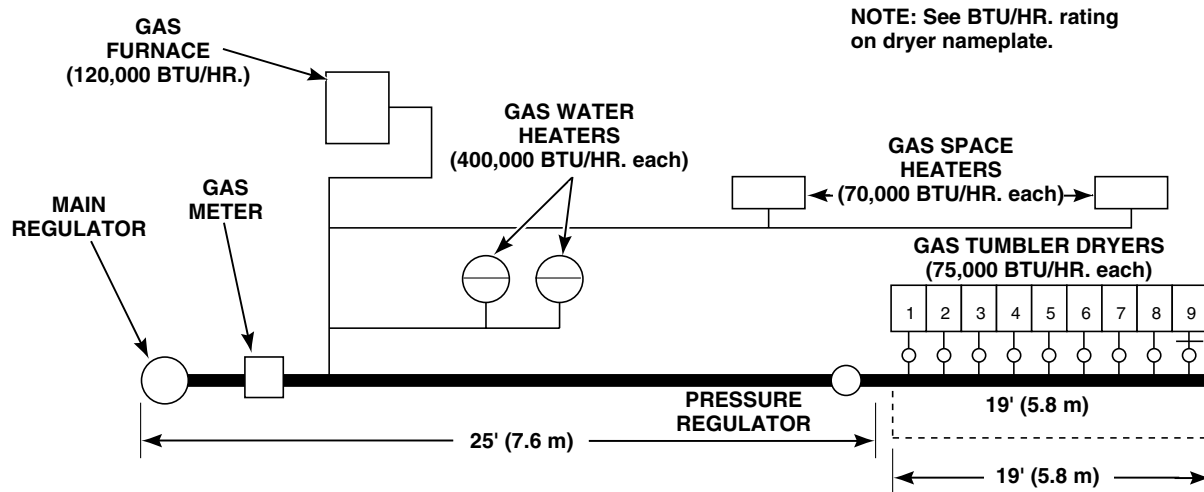 NOTE: See BTU/HR. rating
on dryer nameplate.
GAS
FURNACE
(120,000 BTU/HR.)
GAS WATER
HEATERS
(400,000 BTU/HR. each)
GAS SPACE
HEATERS
(70,000 BTU/HR. each)
GAS
METER
MAIN
REGULATOR
GAS TUMBLER DRYERS
(75,000 BTU/HR. each)
1 2 3 4 5 6 7 8 9
PRESSURE
REGULATOR
19' (5.8 m)
25' (7.6 m)
19' (5.8 m)